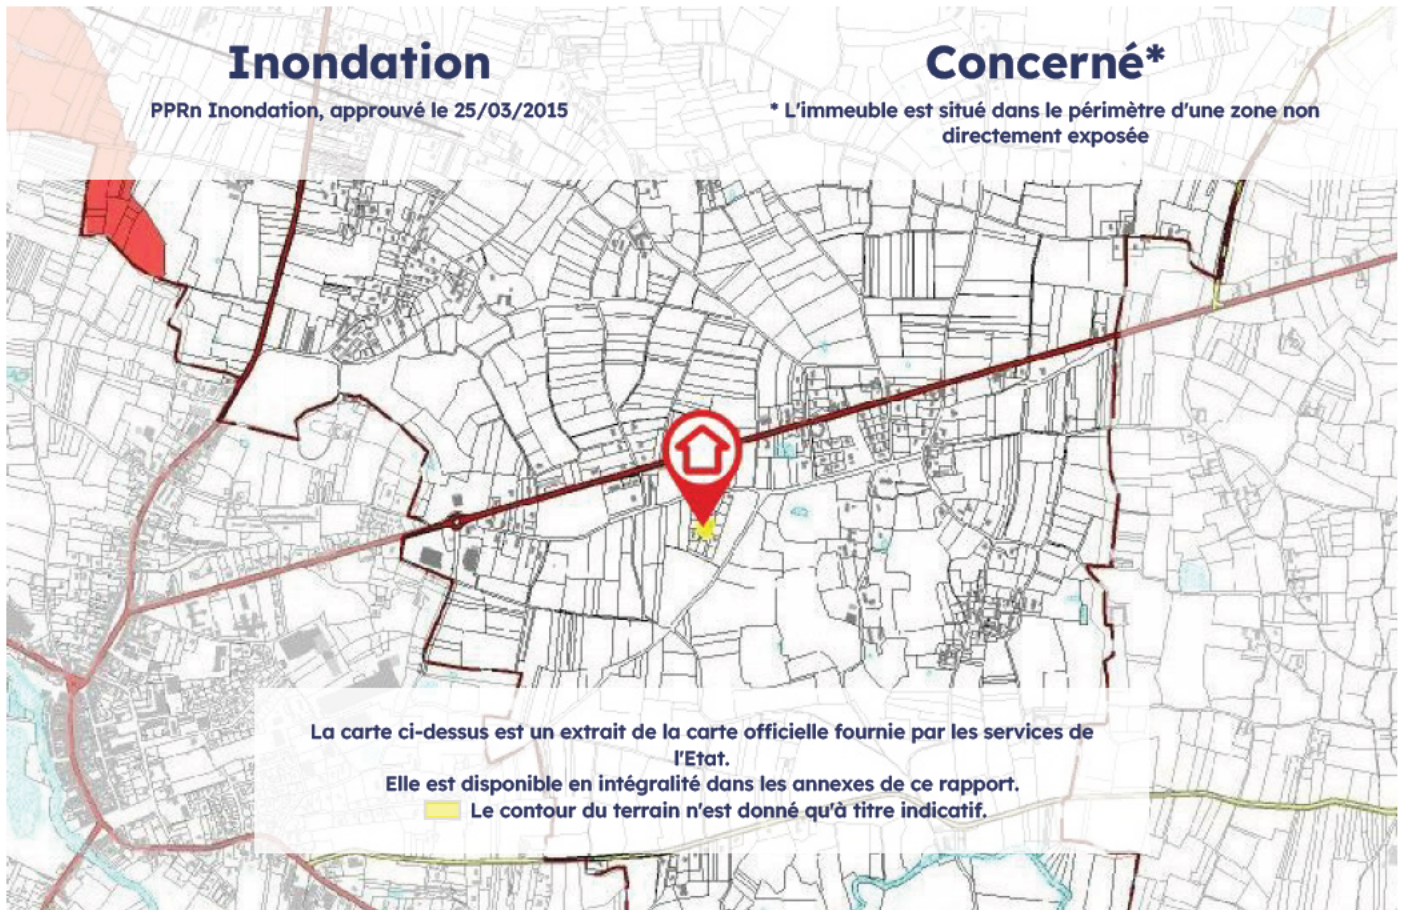 Inondation
PPRn Inondation, approuvé le 25/03/2015
Concerné*
* L'immeuble est situé dans le périmètre d'une zone non
directement exposée
La carte ci-dessus est un extrait de la carte officielle fournie par les services de
l'Etat.
Elle est disponible en intégralité dans les annexes de ce rapport.
Le contour du terrain n'est donné qu'à titre indicatif.